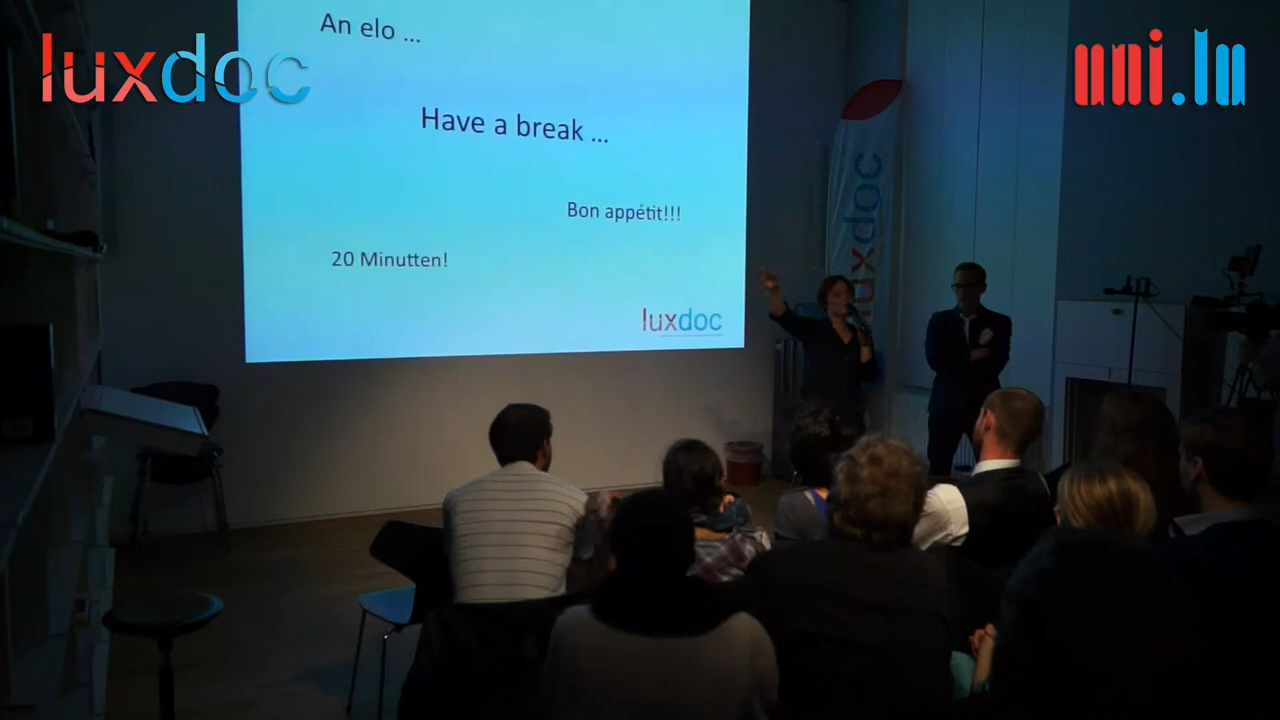 luxdoc
uni.lu
An elo ...
Have a break ...
Bon appétit!!!
20 Minutten!
luxdoc
luxdoc